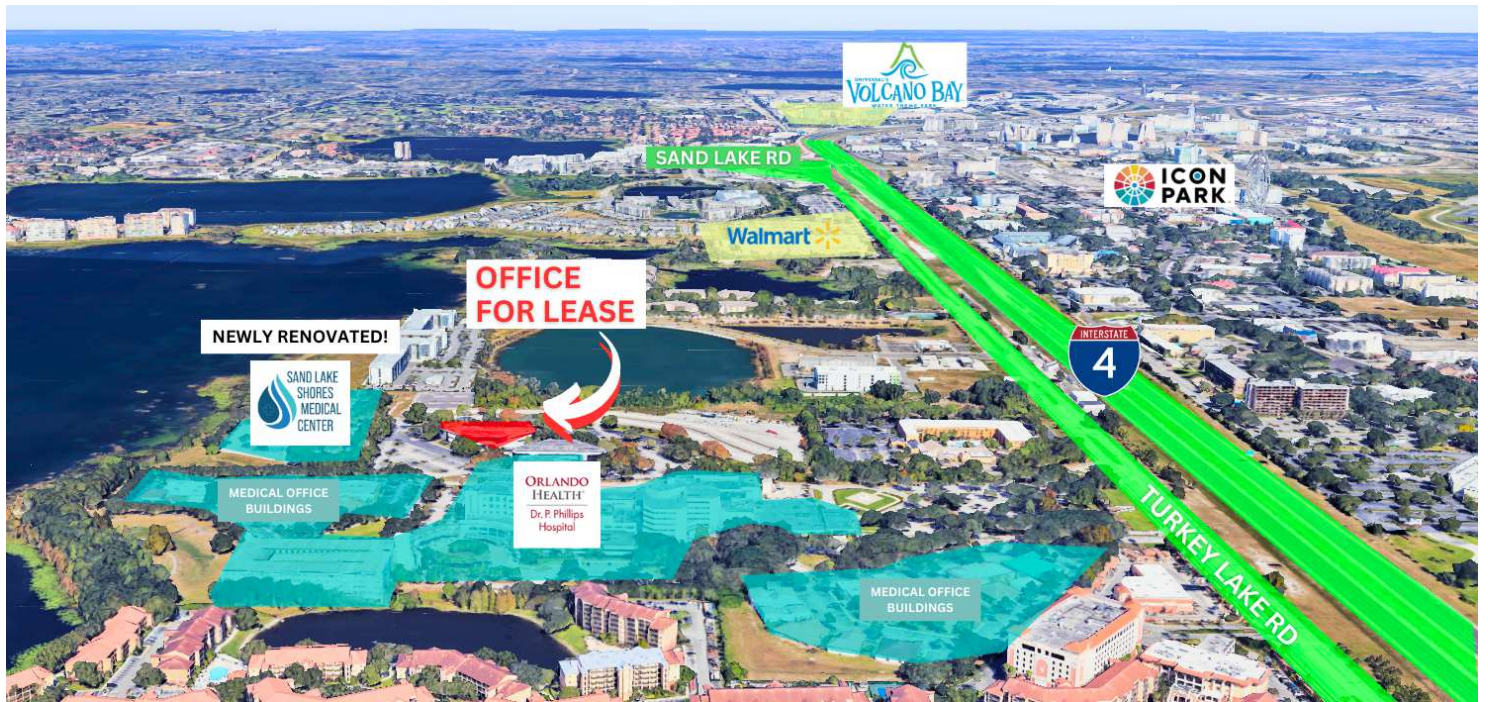 UNIVERSAL'S
VOLCANO BAY
WATER THEME PARK
SAND LAKE RD
ICON
PARK
Walmart
OFFICE
FOR LEASE
NEWLY RENOVATED!
SAND LAKE
SHORES
MEDICAL
CENTER
INTERSTATE
4
MEDICAL OFFICE
BUILDINGS
ORLANDO
HEALTH®
Dr. P. Phillips
Hospital
TURKEY LAKE RD
MEDICAL OFFICE
BUILDINGS